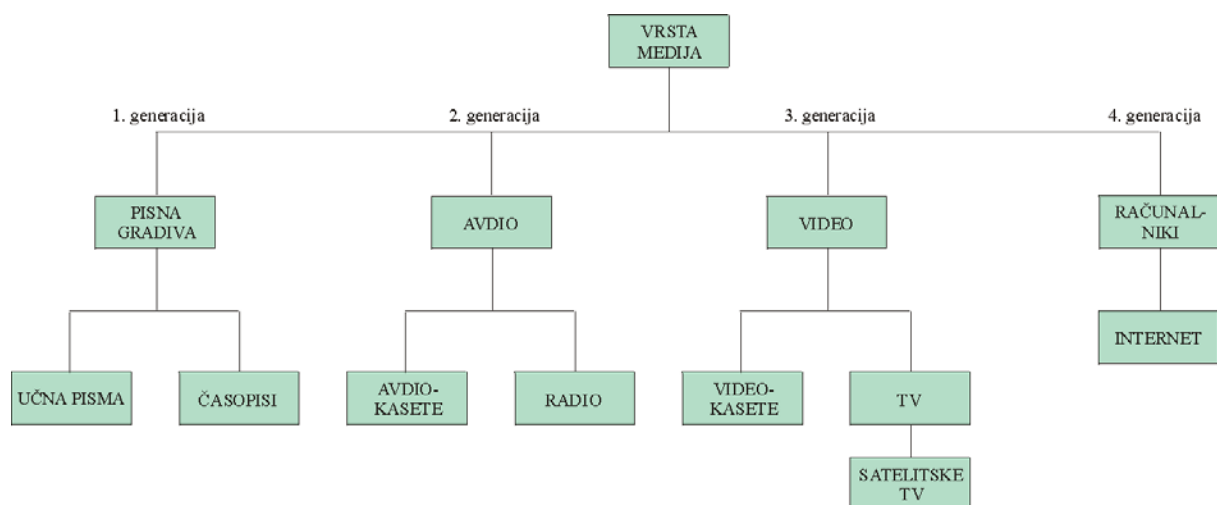 VRSTA
MEDIJA
1. generacija
2. generacija
3. generacija
4. generacija
PISNA
GRADIVA
AVDIO
VIDEO
RAČUNAL-
NIKI
INTERNET
UČNA PISMA
ČASOPISI
AVDIO-
KASETE
RADIO
VIDEO-
KASETE
TV
SATELITSKE
TV